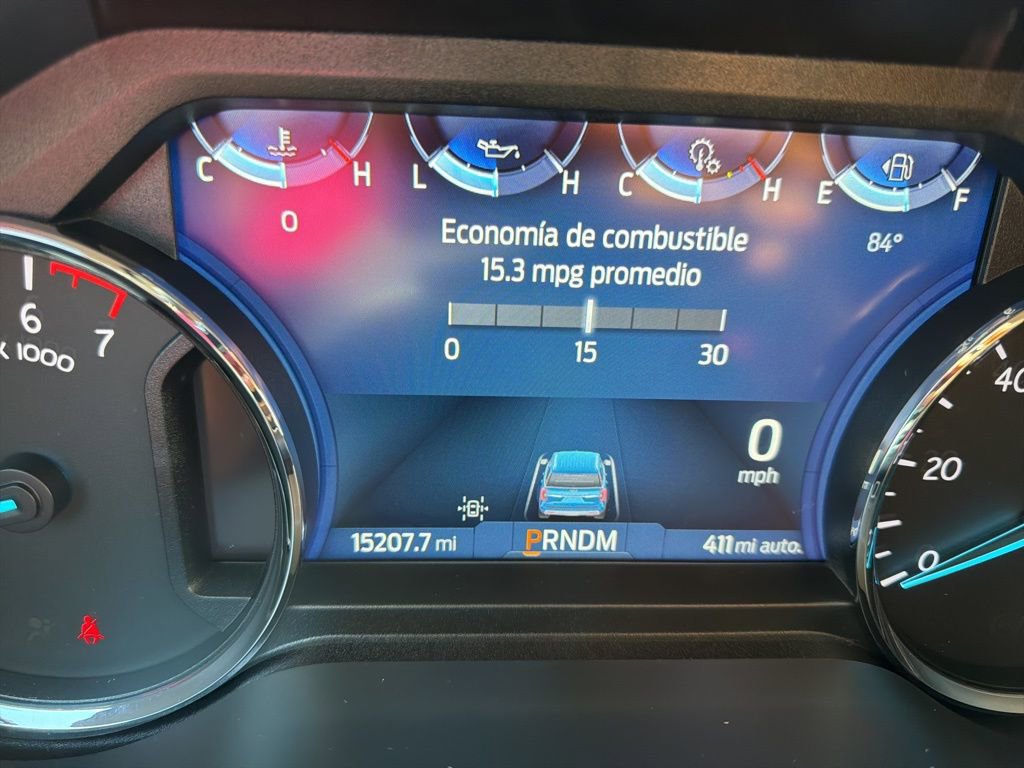 C H L H C H E F
O
84°
Economía de combustible
15.3 mpg promedio
0 15 30
6
7
x 1000
40
20
0
0
mph
15207.7 mi
PRNDM
411 mi auto.